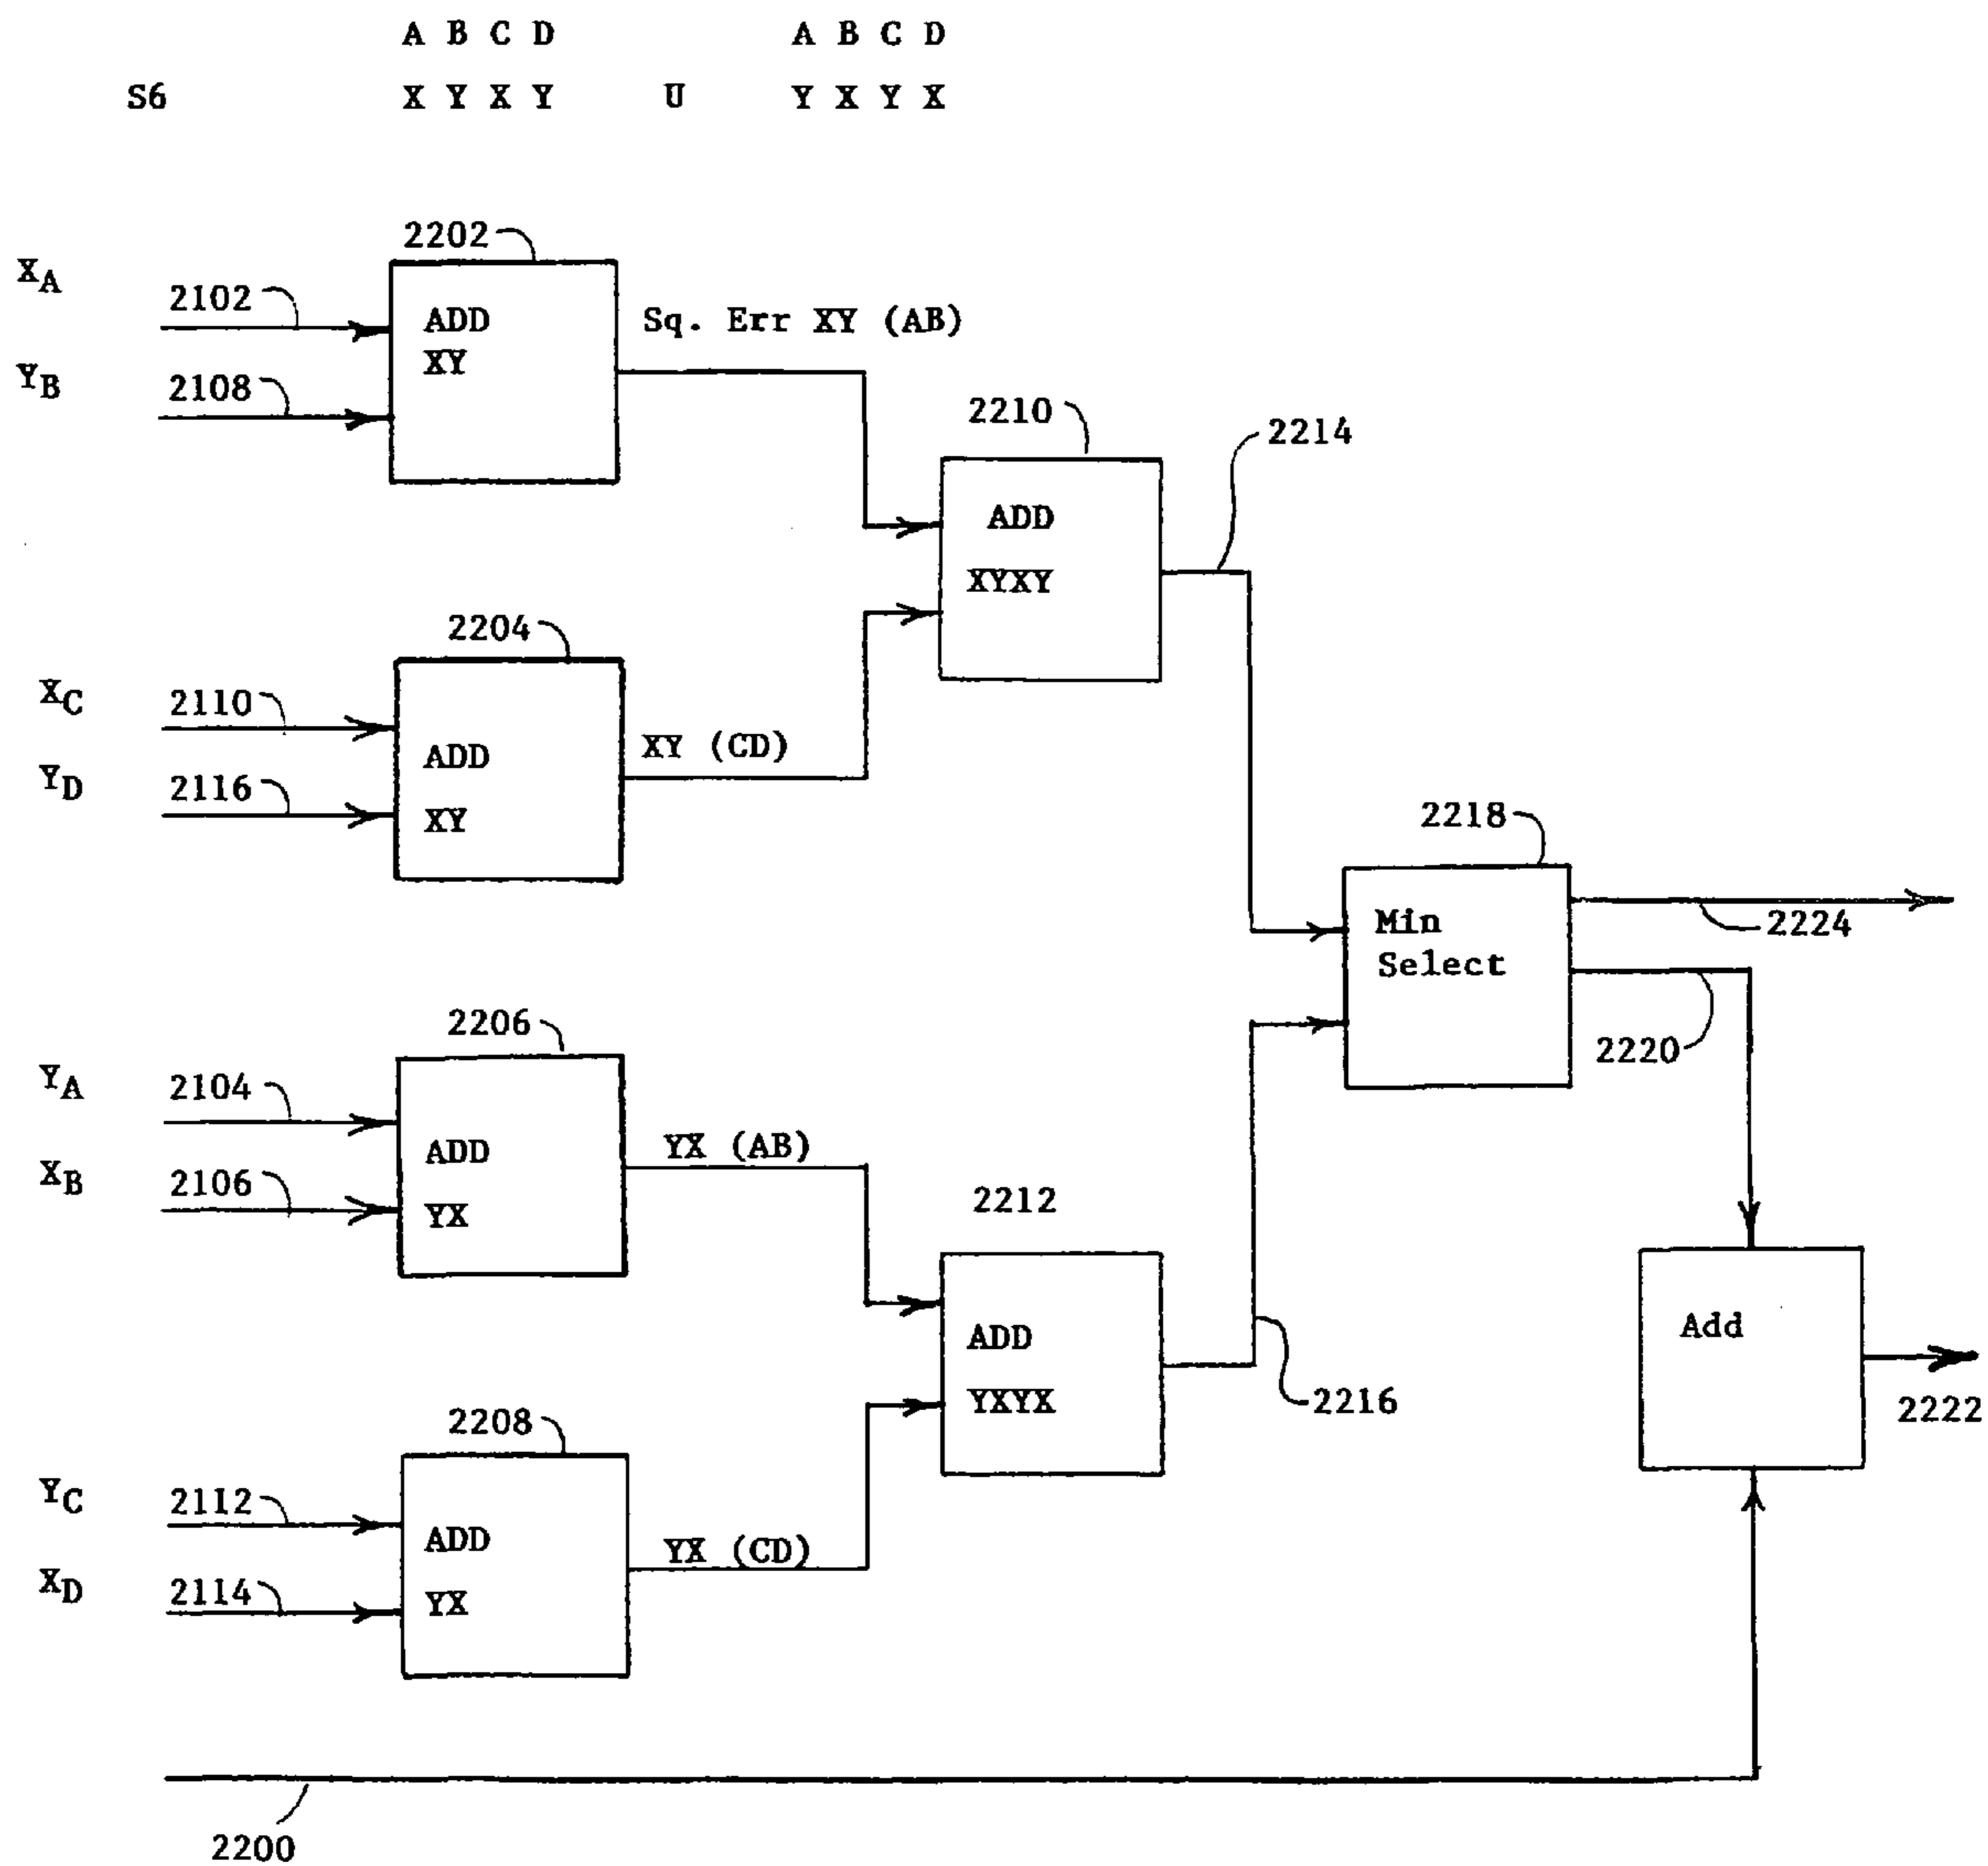 A B C D A B C D
S6 X Y X Y U Y X Y X
2202
XA 2102
ADD
XY
Sq. Err XY (AB)
YB 2108
2210
2214
ADD
XYXY
2204
XC 2110
ADD
XY
XY (CD)
YD 2116
2218
Min
Select
2224
2220
2206
YA 2104
ADD
YX
YX (AB)
XB 2106
2212
ADD
YXYX
2216
Add
2222
2208
YC 2112
ADD
YX
YX (CD)
XD 2114
2200